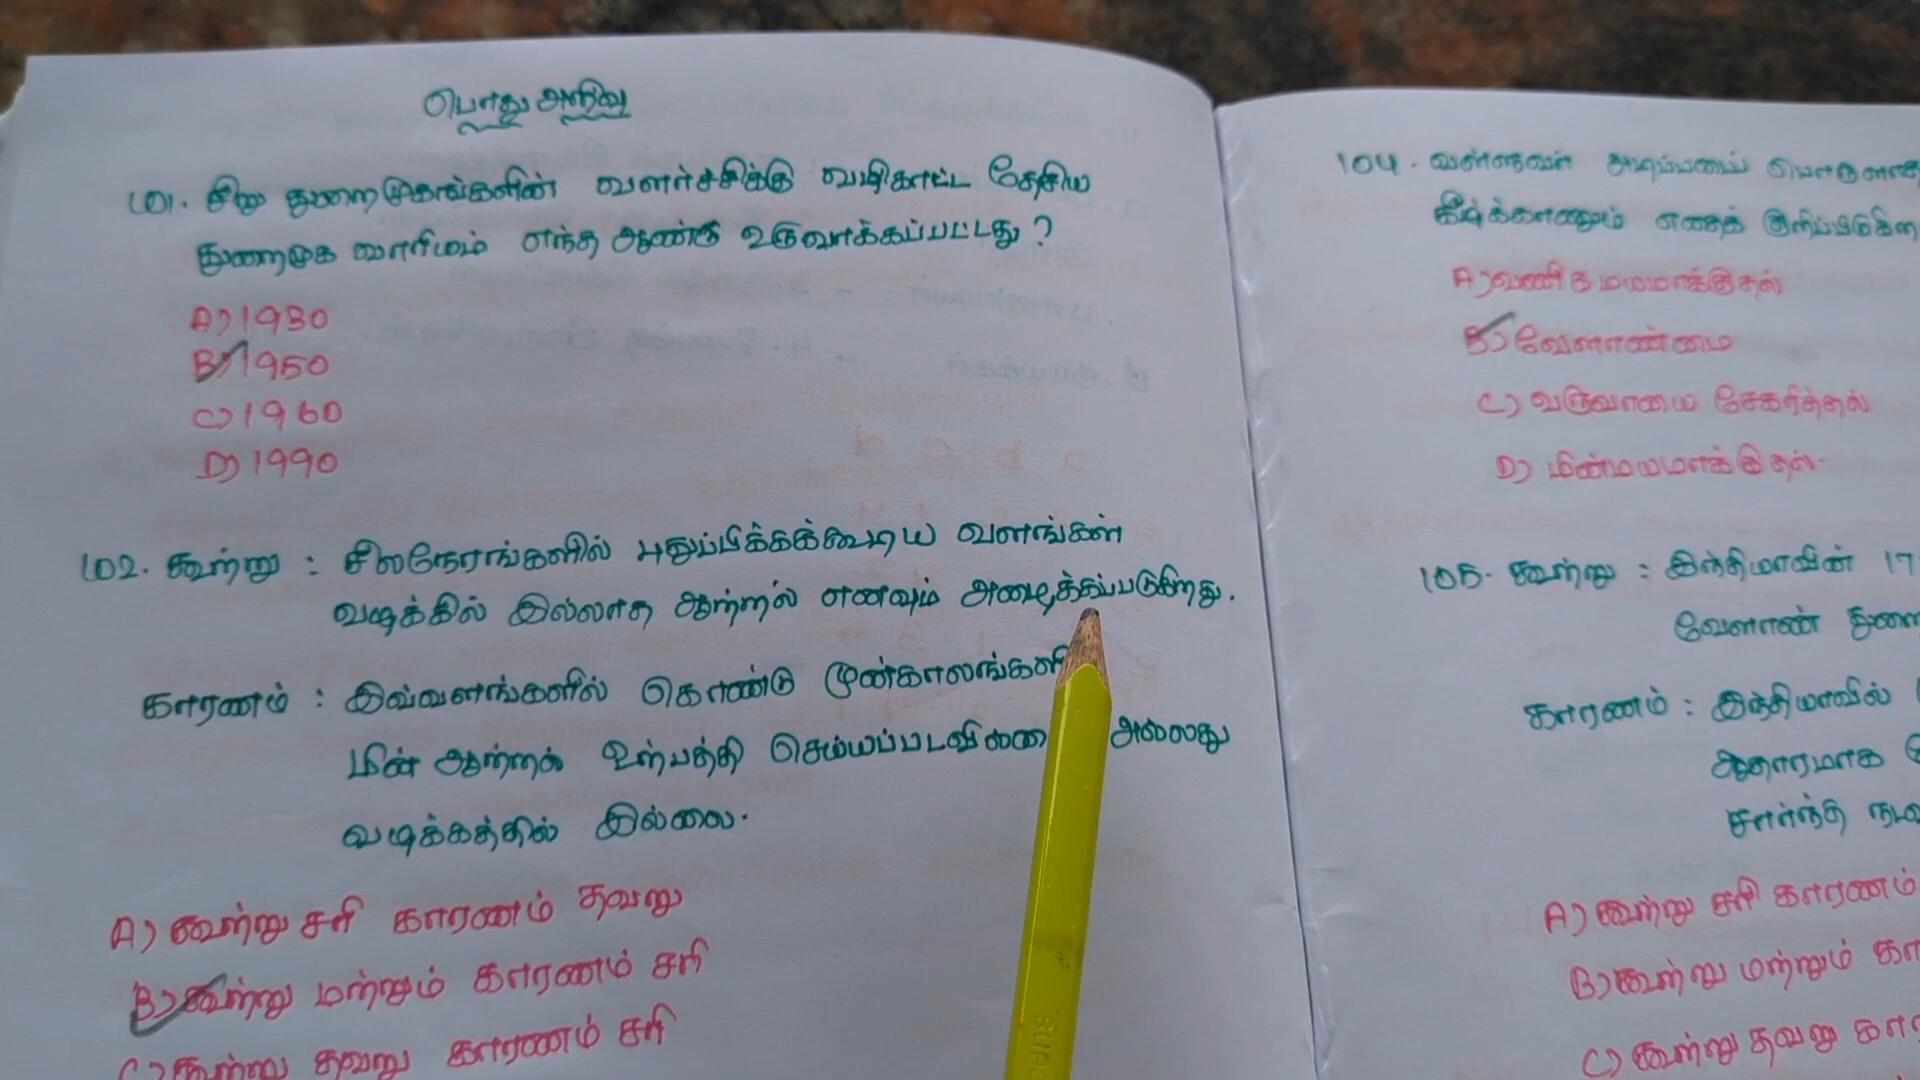 பொது அறிவு
101. சிறு துறைமுகங்களின் வளர்ச்சிக்கு வழிகாட்ட தேசிய
துறைமுக வாரியம் எந்த ஆண்டு உருவாக்கப்பட்டது?
A) 1930
B) 1950
C) 1960
D) 1990
102. கூற்று : சிலநேரங்களில் புதுப்பிக்கக்கூடிய வளங்கள்
வழக்கில் இல்லாத ஆற்றல் எனவும் அழைக்கப்படுகிறது.
காரணம் : இவ்வளங்களில் கொண்டு முன்காலங்களி
மின் ஆற்றல் உற்பத்தி செய்யப்படவில்லை அல்லது
வழக்கத்தில் இல்லை.
A) கூற்று சரி காரணம் தவறு
B) கூற்று மற்றும் காரணம் சரி
C) கூற்று தவறு காரணம் சரி
104. வள்ளுவர் அடிப்படைப் பொருளாத
கீழ்க்காணும் எதைக் குறிப்பிடுகிற
A) வணிகமயமாக்குதல்
B) வேளாண்மை
C) வருவாயை சேகரித்தல்
D) மின்மயமாக்குதல்.
105. கூற்று : இந்தியாவின் 17
வேளாண் துறை
காரணம் : இந்தியாவில்
ஆதாரமாக
சார்ந்த நட
A) கூற்று சரி காரணம்
B) கூற்று மற்றும் கா
C) கூற்று தவறு கார